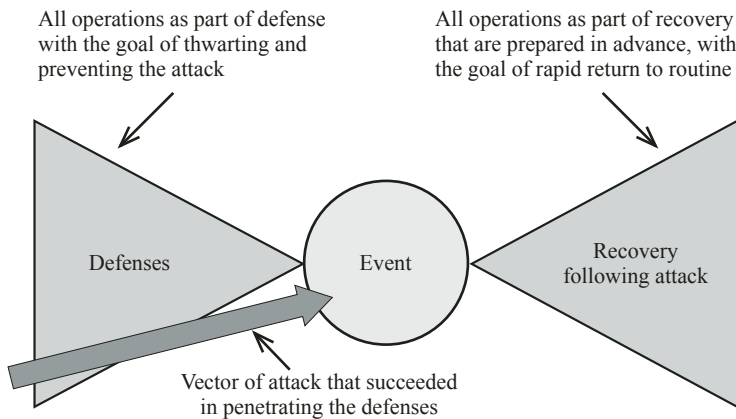 All operations as part of defense
with the goal of thwarting and
preventing the attack
All operations as part of recovery
that are prepared in advance, with
the goal of rapid return to routine
Defenses
Event
Recovery
following attack
Vector of attack that succeeded
in penetrating the defenses